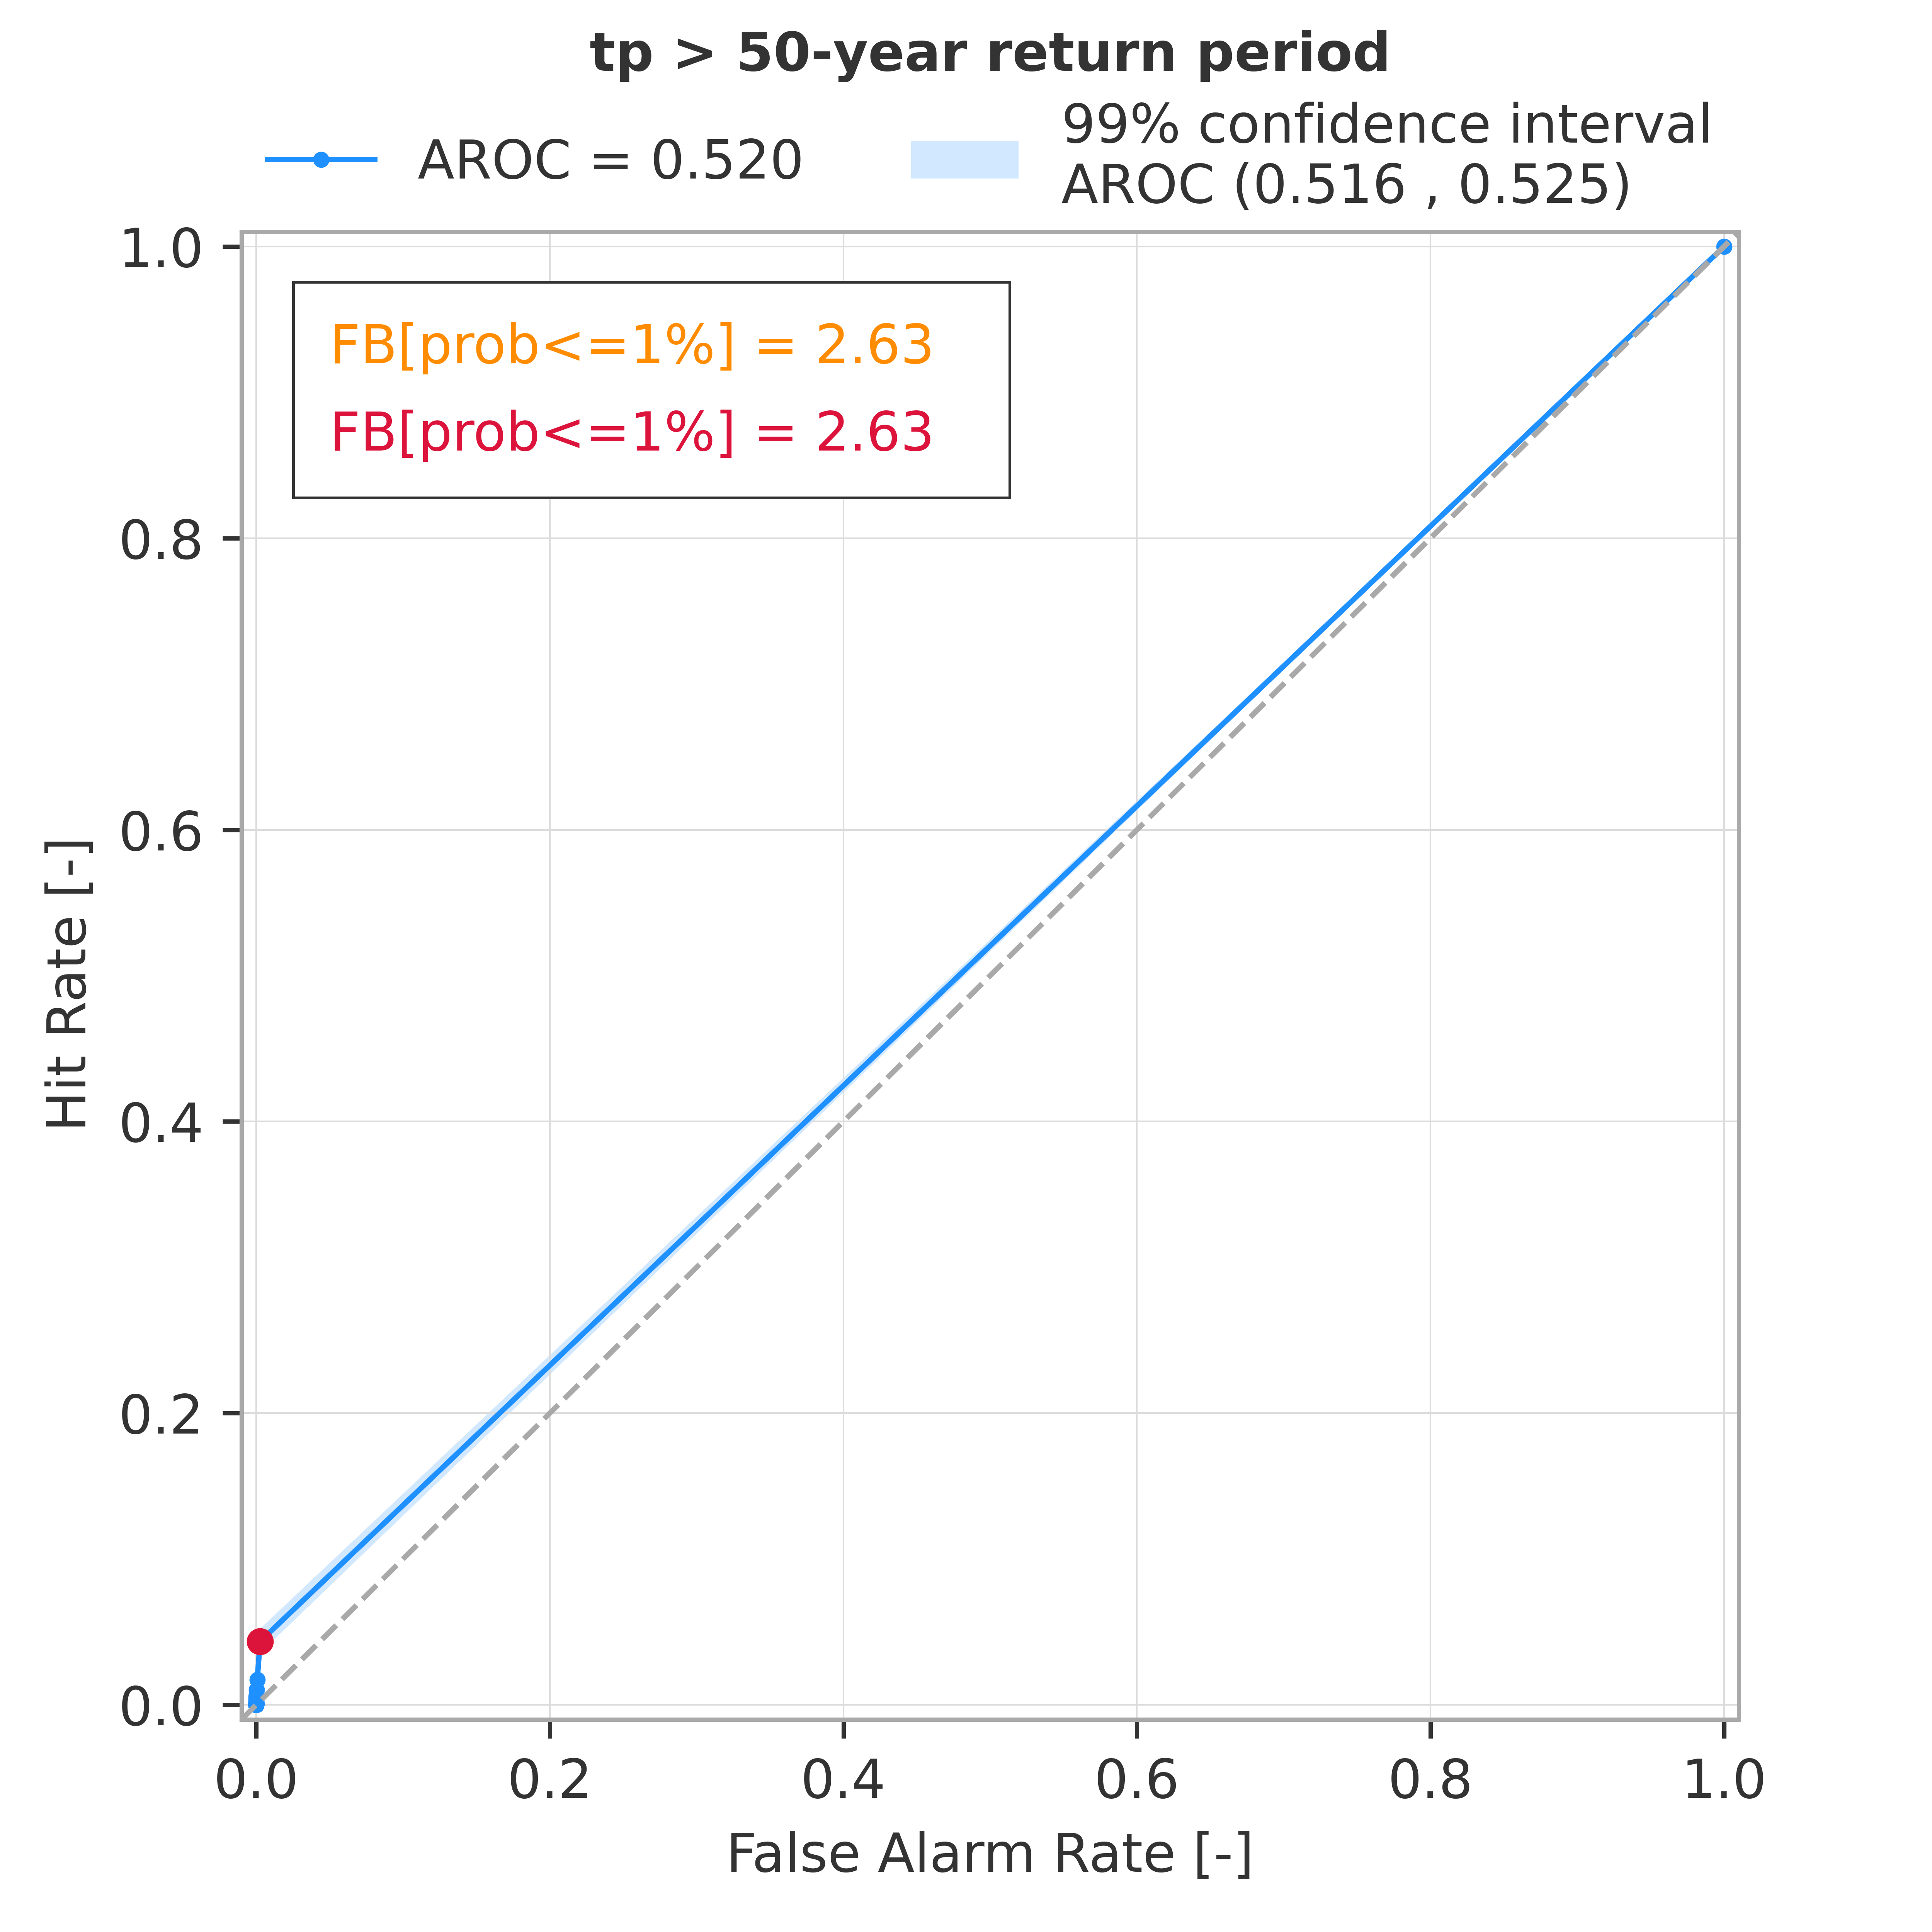 tp > 50-year return period
AROC = 0.520
99% confidence interval
AROC (0.516 , 0.525)
FB[prob<=1%] = 2.63
FB[prob<=1%] = 2.63
1.0
0.8
0.6
0.4
0.2
0.0
Hit Rate [-]
0.0 0.2 0.4 0.6 0.8 1.0
False Alarm Rate [-]